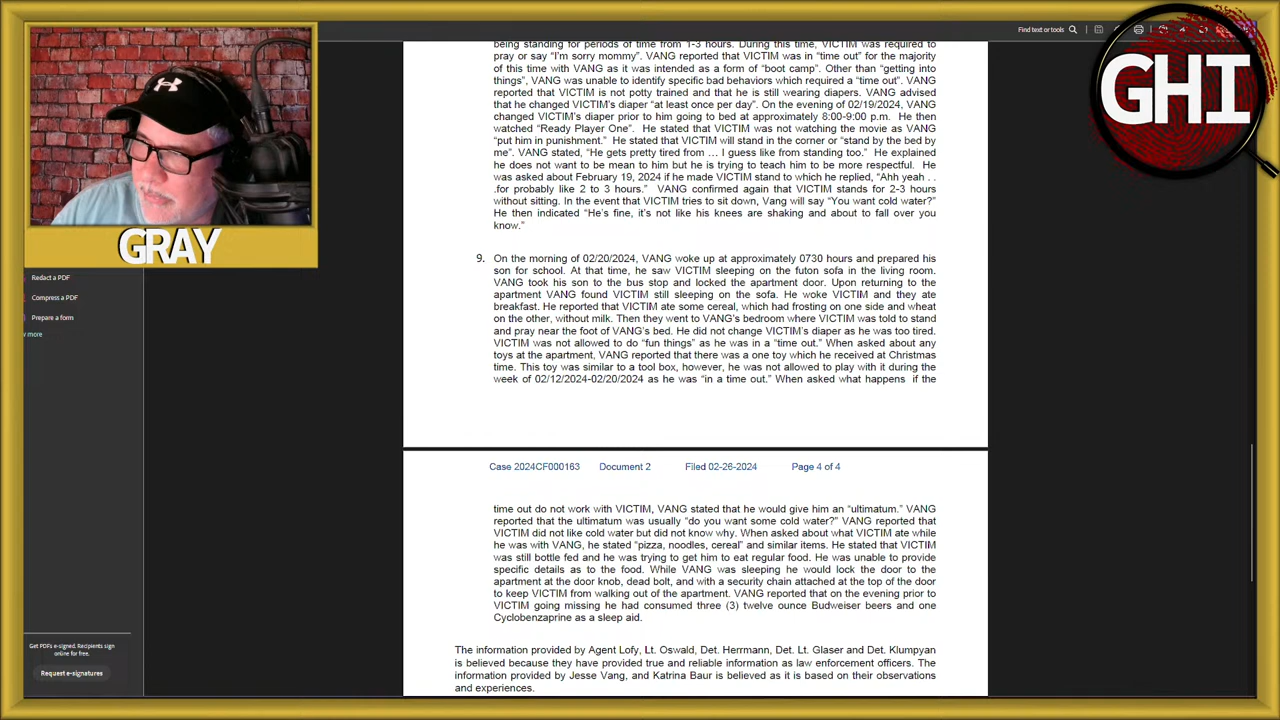 Find text or tools
GHI
being standing for periods of time from 1-3 hours. During this time, VICTIM was required to
pray or say “I’m sorry mommy”. VANG reported that VICTIM was in “time out” for the majority
of this time with VANG as it was intended as a form of “boot camp”. Other than “getting into
things”, VANG was unable to identify specific bad behaviors which required a “time out”. VANG
reported that VICTIM is not potty trained and that he is still wearing diapers. VANG advised
that he changed VICTIM’s diaper “at least once per day”. On the evening of 02/19/2024, VANG
changed VICTIM’s diaper prior to him going to bed at approximately 8:00-9:00 p.m. He then
watched “Ready Player One”. He stated that VICTIM was not watching the movie as VANG
“put him in punishment.” He stated that VICTIM will stand in the corner or “stand by the bed by
me”. VANG stated, “He gets pretty tired from … I guess like from standing too.” He explained
he does not want to be mean to him but he is trying to teach him to be more respectful. He
was asked about February 19, 2024 if he made VICTIM stand to which he replied, “Ahh yeah . .
.for probably like 2 to 3 hours.” VANG confirmed again that VICTIM stands for 2-3 hours
without sitting. In the event that VICTIM tries to sit down, Vang will say “You want cold water?”
He then indicated “He’s fine, it’s not like his knees are shaking and about to fall over you
know.”
GRAY
Redact a PDF
Compress a PDF
Prepare a form
more
9. On the morning of 02/20/2024, VANG woke up at approximately 0730 hours and prepared his
son for school. At that time, he saw VICTIM sleeping on the futon sofa in the living room.
VANG took his son to the bus stop and locked the apartment door. Upon returning to the
apartment VANG found VICTIM still sleeping on the sofa. He woke VICTIM and they ate
breakfast. He reported that VICTIM ate some cereal, which had frosting on one side and wheat
on the other, without milk. Then they went to VANG’s bedroom where VICTIM was told to stand
and pray near the foot of VANG’s bed. He did not change VICTIM’s diaper as he was too tired.
VICTIM was not allowed to do “fun things” as he was in a “time out.” When asked about any
toys at the apartment, VANG reported that there was a one toy which he received at Christmas
time. This toy was similar to a tool box, however, he was not allowed to play with it during the
week of 02/12/2024-02/20/2024 as he was “in a time out.” When asked what happens if the
Case 2024CF000163 Document 2 Filed 02-26-2024 Page 4 of 4
time out do not work with VICTIM, VANG stated that he would give him an “ultimatum.” VANG
reported that the ultimatum was usually “do you want some cold water?” VANG reported that
VICTIM did not like cold water but did not know why. When asked about what VICTIM ate while
he was with VANG, he stated “pizza, noodles, cereal” and similar items. He stated that VICTIM
was still bottle fed and he was trying to get him to eat regular food. He was unable to provide
specific details as to the food. While VANG was sleeping he would lock the door to the
apartment at the door knob, dead bolt, and with a security chain attached at the top of the door
to keep VICTIM from walking out of the apartment. VANG reported that on the evening prior to
VICTIM going missing he had consumed three (3) twelve ounce Budweiser beers and one
Cyclobenzaprine as a sleep aid.
The information provided by Agent Lofy, Lt. Oswald, Det. Herrmann, Det. Lt. Glaser and Det. Klumpyan
is believed because they have provided true and reliable information as law enforcement officers. The
information provided by Jesse Vang, and Katrina Baur is believed as it is based on their observations
and experiences.
Get PDFs e-signed. Recipients sign
online for free.
Request e-signatures